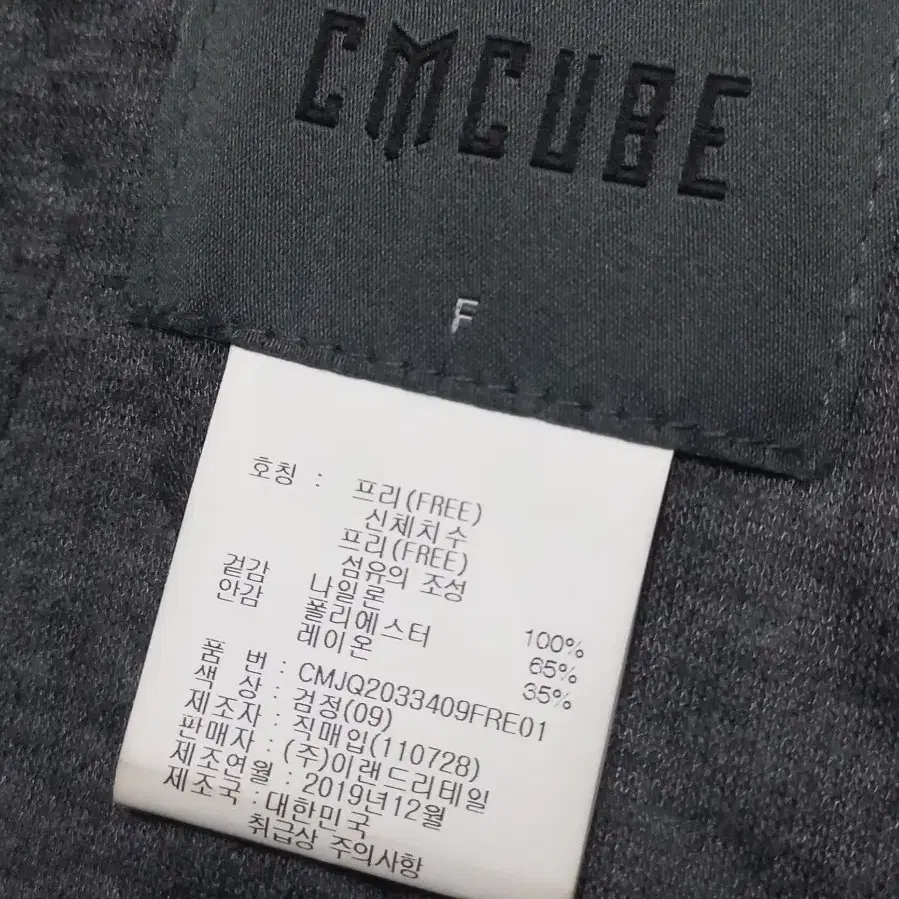 CMCUBE
F
호칭 : 프리(FREE)
신체치수
프리(FREE)
섬유의 조성
겉감 나일론 100%
안감 폴리에스터 65%
레이온 35%
품 번 : CMJQ2033409FRE01
색 상 : 검정(09)
제조자 : 직매입(110728)
판매자 : (주)이랜드리테일
제조연월 : 2019년12월
제조국 : 대한민국
취급상 주의사항